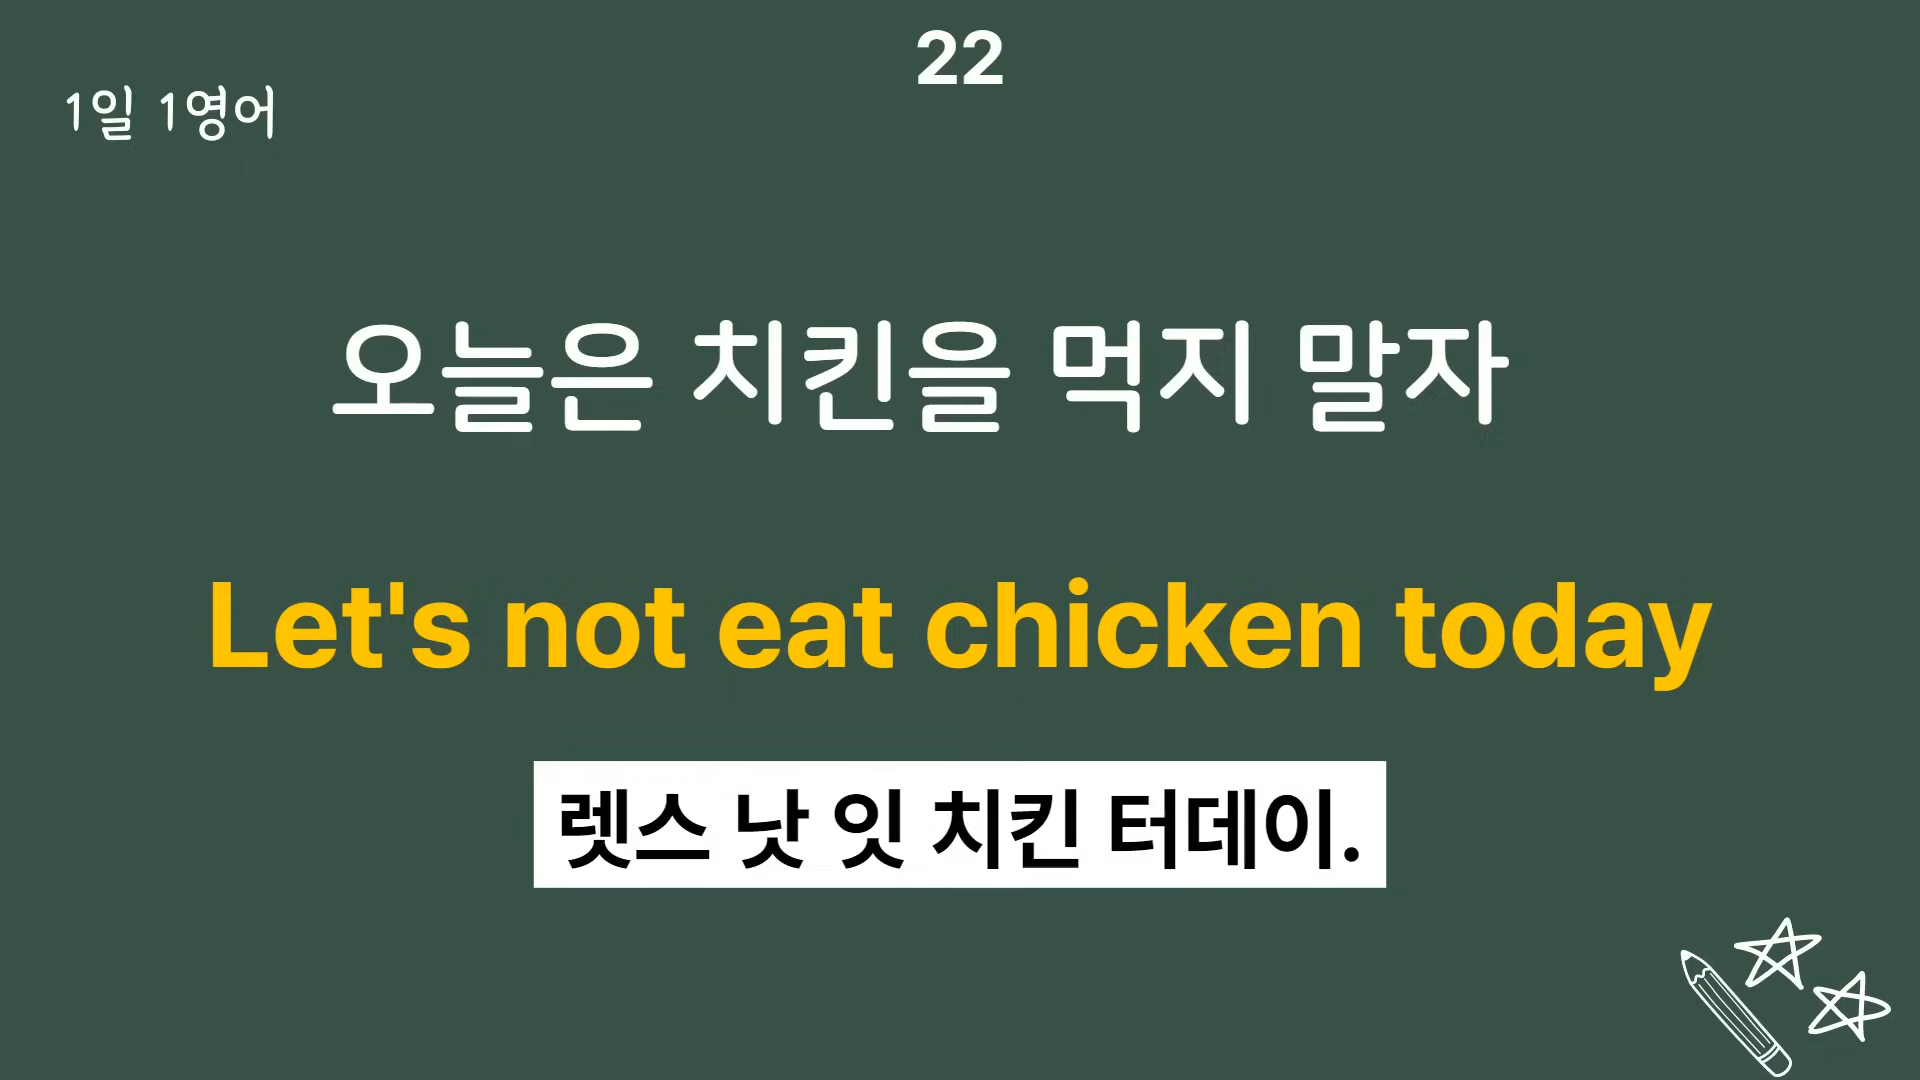 22
1일 1영어
오늘은 치킨을 먹지 말자
Let's not eat chicken today
렛스 낫 잇 치킨 터데이.